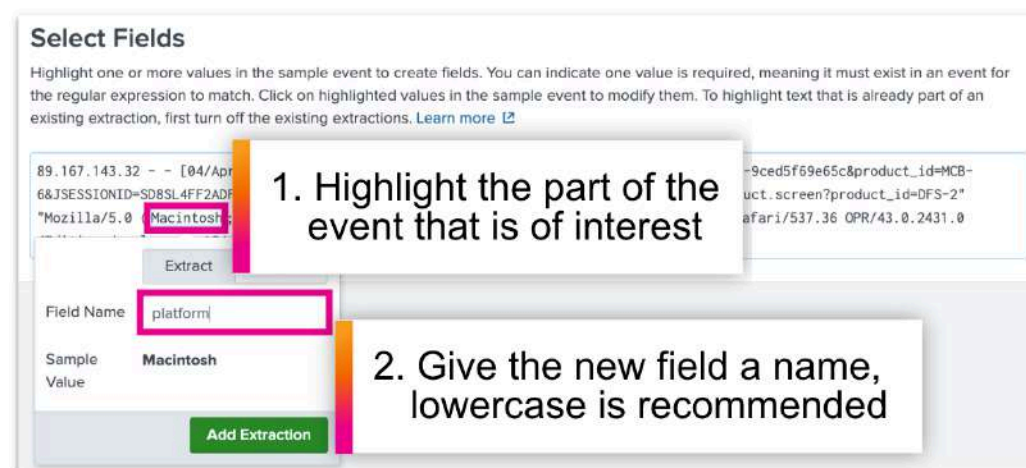 Select Fields
Highlight one or more values in the sample event to create fields. You can indicate one value is required, meaning it must exist in an event for
the regular expression to match. Click on highlighted values in the sample event to modify them. To highlight text that is already part of an
existing extraction, first turn off the existing extractions. Learn more
89.167.143.32 - - [04/Apr -9ced5f69e65c&product_id=MCB-
6&JSESSIONID=SD8SL4FF2ADF uct.screen?product_id=DFS-2"
"Mozilla/5.0 (Macintosh; afari/537.36 OPR/43.0.2431.0
1. Highlight the part of the
event that is of interest
Extract
Field Name platform
Sample Macintosh
Value
2. Give the new field a name,
lowercase is recommended
Add Extraction